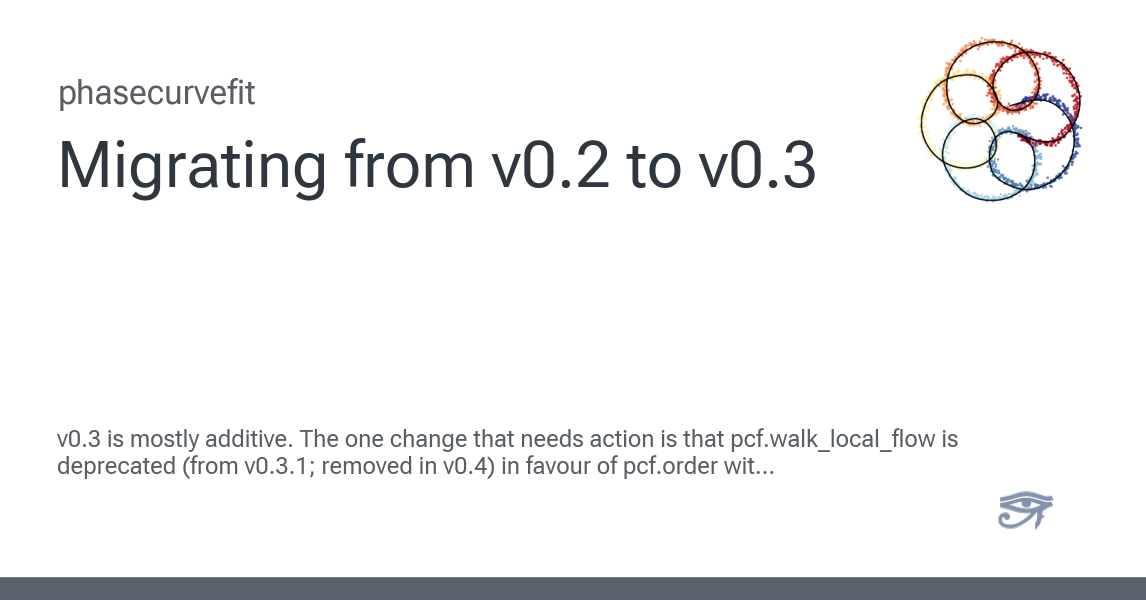 phasecurvefit
Migrating from v0.2 to v0.3
v0.3 is mostly additive. The one change that needs action is that pcf.walk_local_flow is
deprecated (from v0.3.1; removed in v0.4) in favour of pcf.order wit...